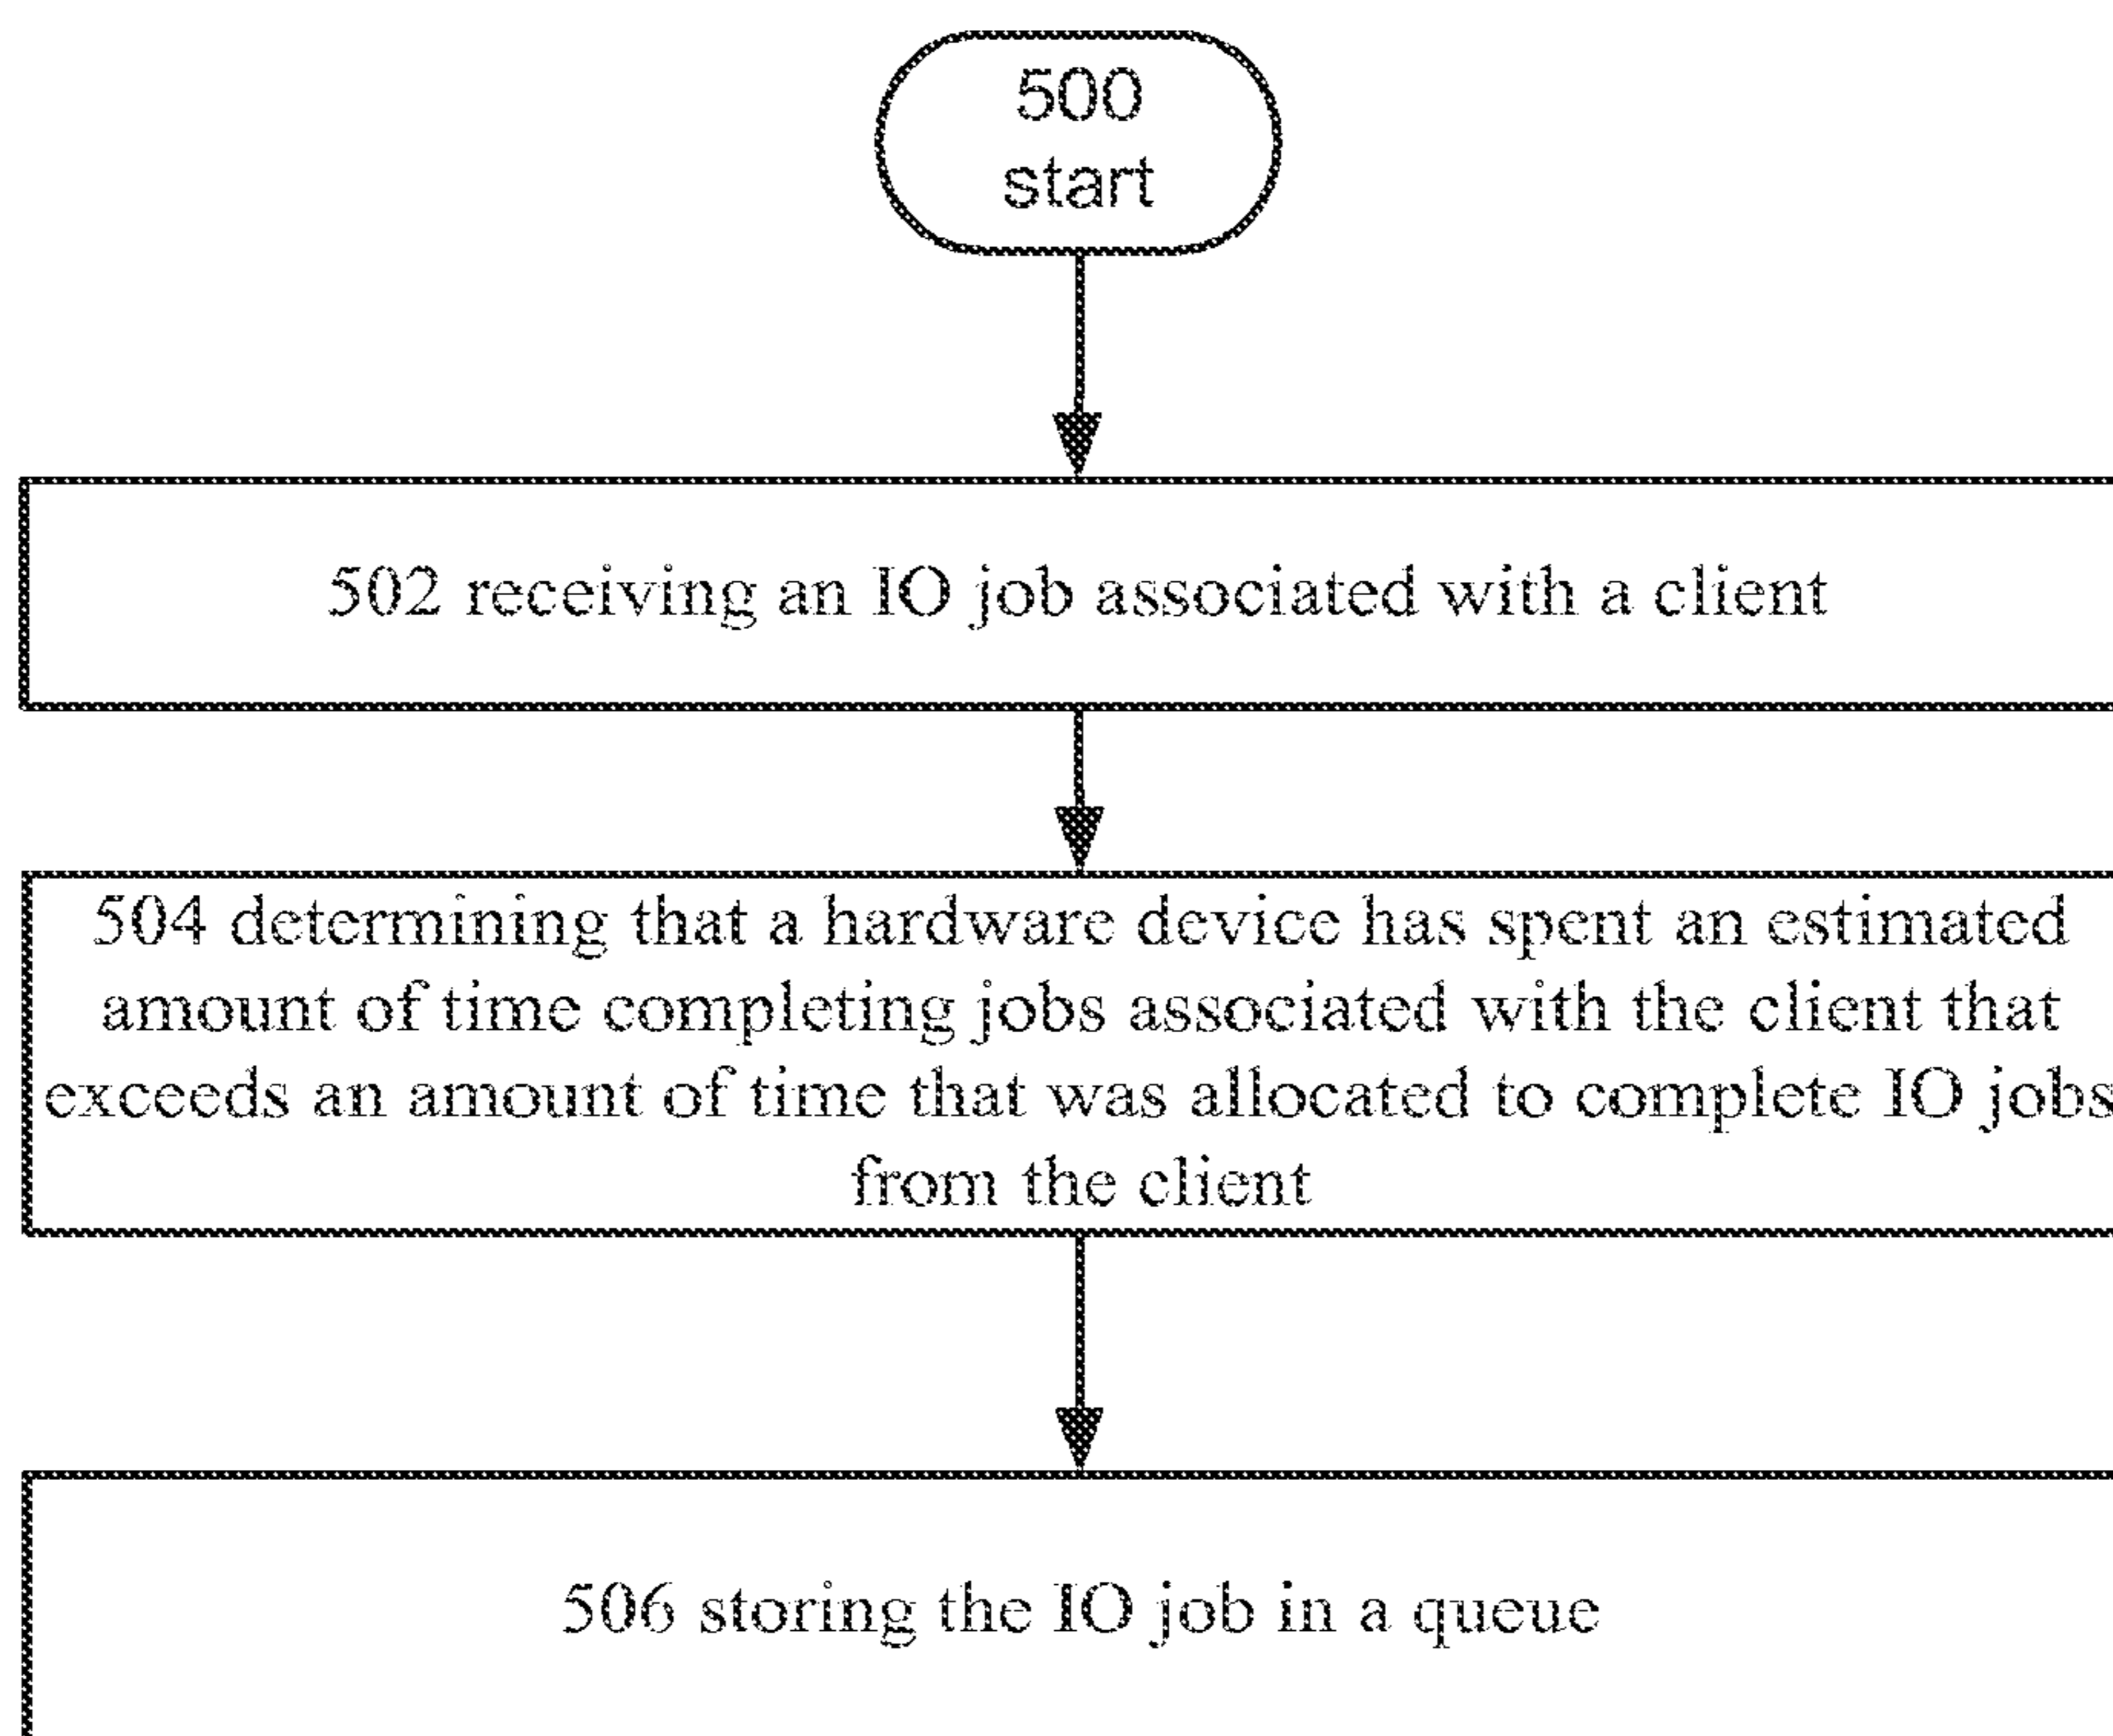 500
start
502 receiving an IO job associated with a client
504 determining that a hardware device has spent an estimated
amount of time completing jobs associated with the client that
exceeds an amount of time that was allocated to complete IO jobs
from the client
506 storing the IO job in a queue